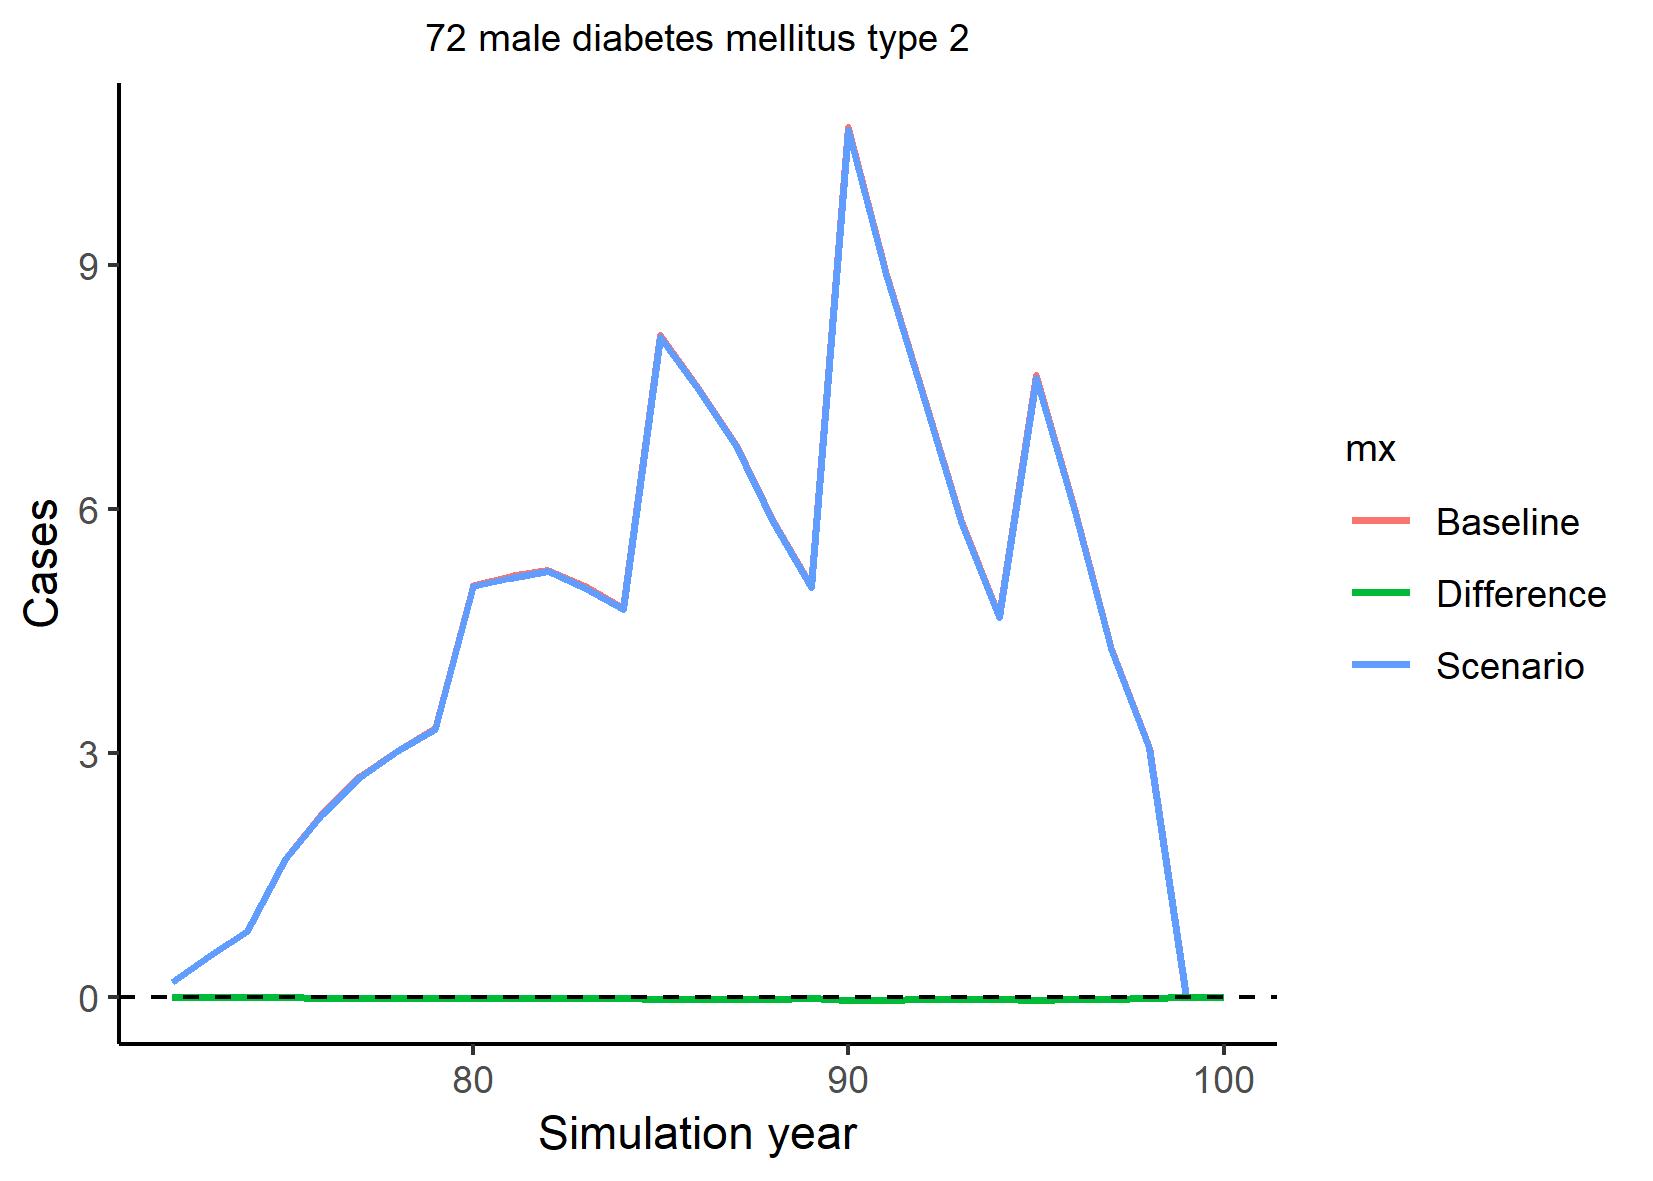 72 male diabetes mellitus type 2
Cases
9
6
3
0
80 90 100
Simulation year
mx
Baseline
Difference
Scenario